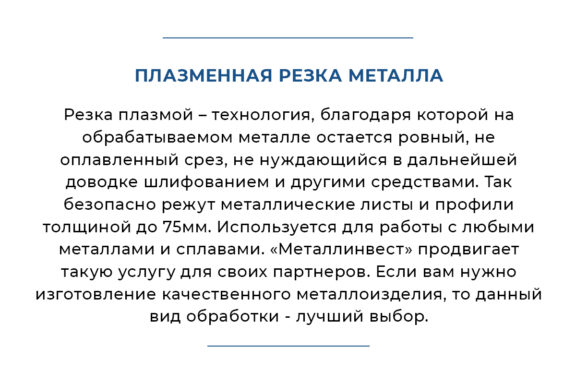 ПЛАЗМЕННАЯ РЕЗКА МЕТАЛЛА
Резка плазмой – технология, благодаря которой на
обрабатываемом металле остается ровный, не
оплавленный срез, не нуждающийся в дальнейшей
доводке шлифованием и другими средствами. Так
безопасно режут металлические листы и профили
толщиной до 75мм. Используется для работы с любыми
металлами и сплавами. «Металлинвест» продвигает
такую услугу для своих партнеров. Если вам нужно
изготовление качественного металлоизделия, то данный
вид обработки - лучший выбор.